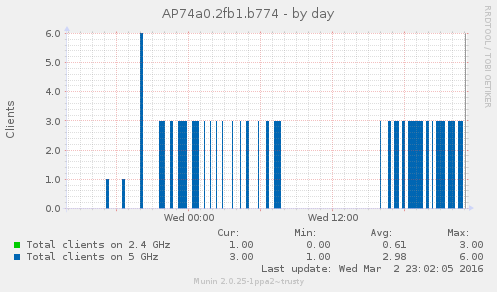 AP74a0.2fb1.b774 - by day
RRDTOOL / TOBI OETIKER
Clients
6.0
5.0
4.0
3.0
2.0
1.0
0.0
Wed 00:00 Wed 12:00
Cur: Min: Avg: Max:
Total clients on 2.4 GHz 1.00 0.00 0.61 3.00
Total clients on 5 GHz 3.00 1.00 2.98 6.00
Last update: Wed Mar 2 23:02:05 2016
Munin 2.0.25-1ppa2~trusty